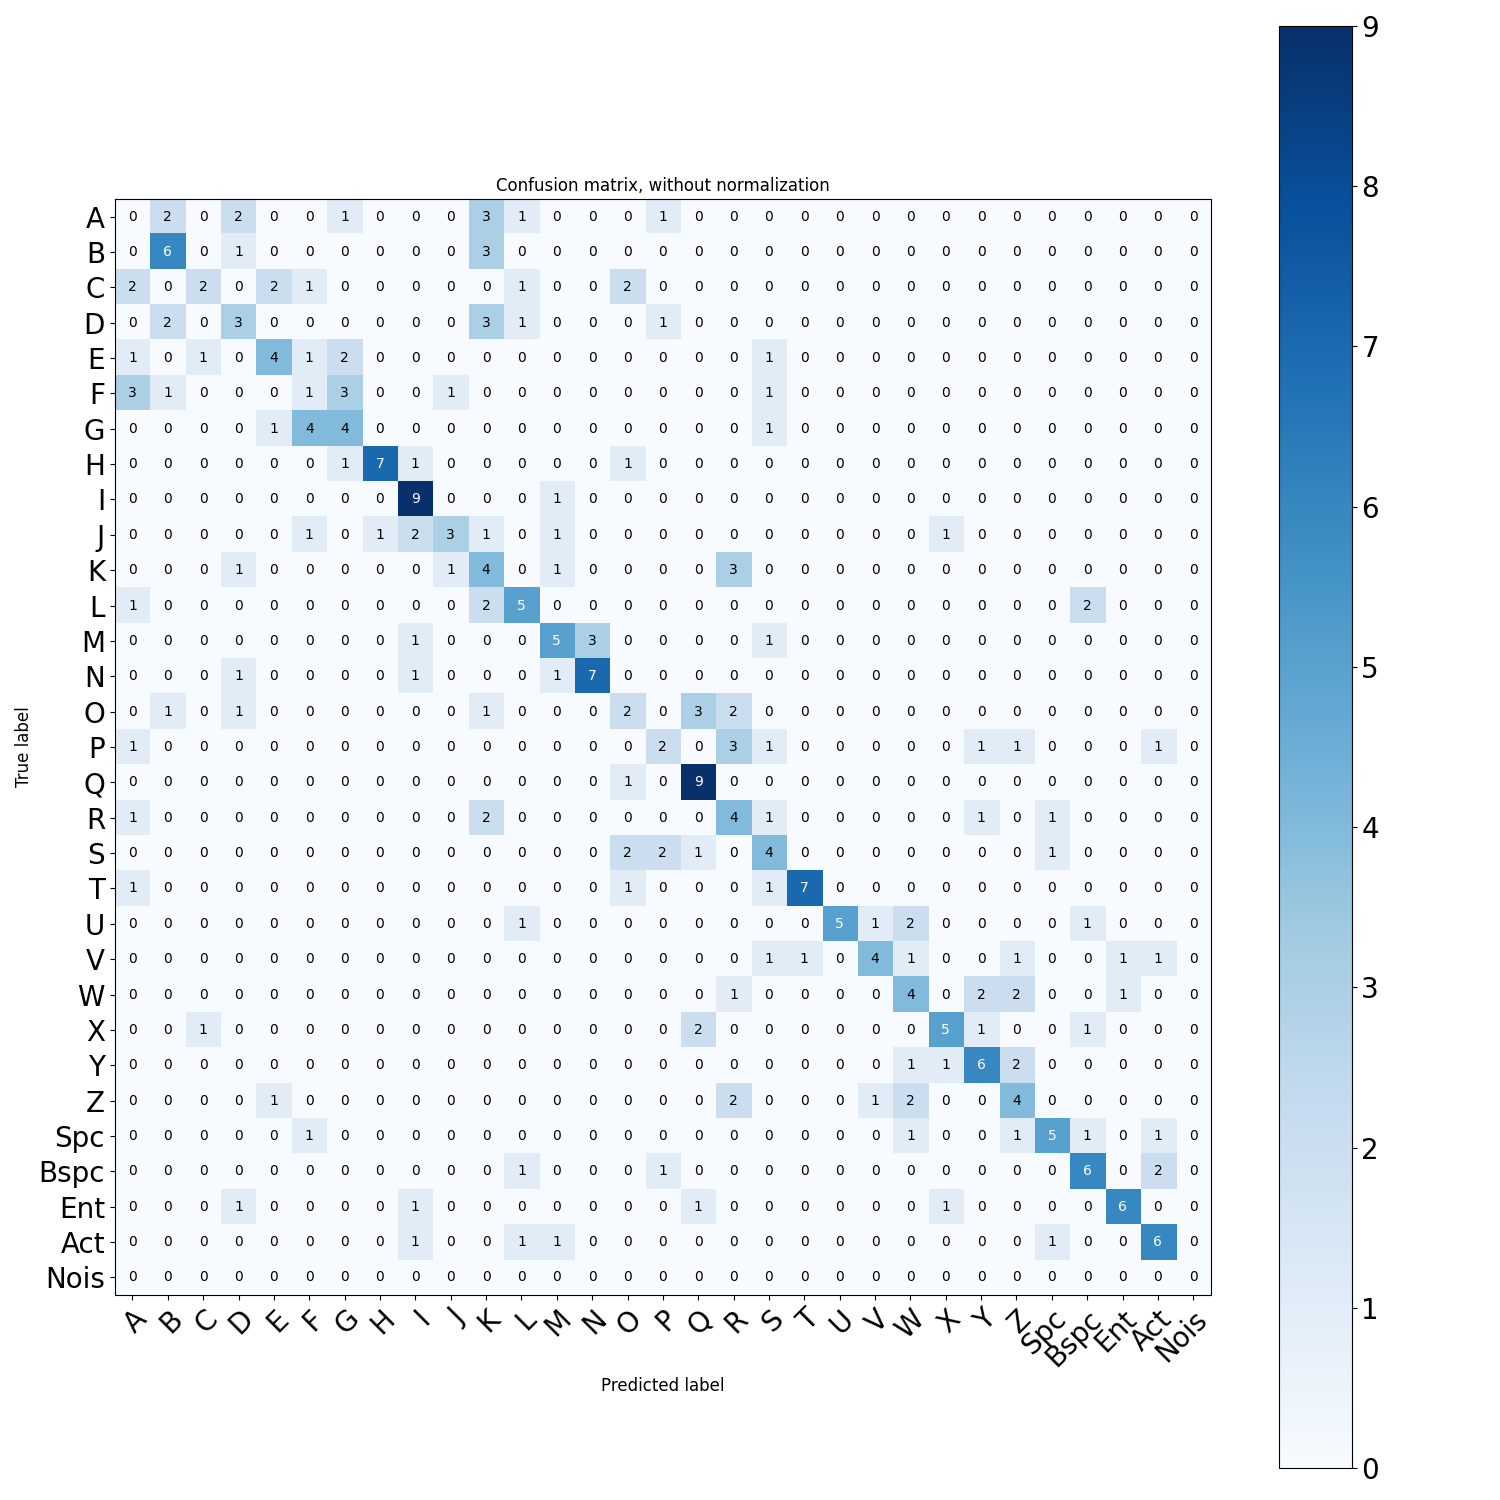 Confusion matrix, without normalization
A 0 2 0 2 0 0 1 0 0 0 3 1 0 0 0 1 0 0 0 0 0 0 0 0 0 0 0 0 0 0 0
B 0 6 0 1 0 0 0 0 0 0 3 0 0 0 0 0 0 0 0 0 0 0 0 0 0 0 0 0 0 0 0
C 2 0 2 0 2 1 0 0 0 0 0 1 0 0 2 0 0 0 0 0 0 0 0 0 0 0 0 0 0 0 0
D 0 2 0 3 0 0 0 0 0 0 3 1 0 0 0 1 0 0 0 0 0 0 0 0 0 0 0 0 0 0 0
E 1 0 1 0 4 1 2 0 0 0 0 0 0 0 0 0 0 0 1 0 0 0 0 0 0 0 0 0 0 0 0
F 3 1 0 0 0 1 3 0 0 1 0 0 0 0 0 0 0 0 1 0 0 0 0 0 0 0 0 0 0 0 0
G 0 0 0 0 1 4 4 0 0 0 0 0 0 0 0 0 0 0 1 0 0 0 0 0 0 0 0 0 0 0 0
H 0 0 0 0 0 0 1 7 1 0 0 0 0 0 1 0 0 0 0 0 0 0 0 0 0 0 0 0 0 0 0
I 0 0 0 0 0 0 0 0 9 0 0 0 1 0 0 0 0 0 0 0 0 0 0 0 0 0 0 0 0 0 0
J 0 0 0 0 0 1 0 1 2 3 1 0 1 0 0 0 0 0 0 0 0 0 0 1 0 0 0 0 0 0 0
K 0 0 0 1 0 0 0 0 0 1 4 0 1 0 0 0 0 3 0 0 0 0 0 0 0 0 0 0 0 0 0
L 1 0 0 0 0 0 0 0 0 0 2 5 0 0 0 0 0 0 0 0 0 0 0 0 0 0 0 2 0 0 0
M 0 0 0 0 0 0 0 0 1 0 0 0 5 3 0 0 0 0 1 0 0 0 0 0 0 0 0 0 0 0 0
N 0 0 0 1 0 0 0 0 1 0 0 0 1 7 0 0 0 0 0 0 0 0 0 0 0 0 0 0 0 0 0
O 0 1 0 1 0 0 0 0 0 0 1 0 0 0 2 0 3 2 0 0 0 0 0 0 0 0 0 0 0 0 0
P 1 0 0 0 0 0 0 0 0 0 0 0 0 0 0 2 0 3 1 0 0 0 0 0 1 1 0 0 0 1 0
Q 0 0 0 0 0 0 0 0 0 0 0 0 0 0 1 0 9 0 0 0 0 0 0 0 0 0 0 0 0 0 0
R 1 0 0 0 0 0 0 0 0 0 2 0 0 0 0 0 0 4 1 0 0 0 0 0 1 0 1 0 0 0 0
S 0 0 0 0 0 0 0 0 0 0 0 0 0 0 2 2 1 0 4 0 0 0 0 0 0 0 1 0 0 0 0
T 1 0 0 0 0 0 0 0 0 0 0 0 0 0 1 0 0 0 1 7 0 0 0 0 0 0 0 0 0 0 0
U 0 0 0 0 0 0 0 0 0 0 0 1 0 0 0 0 0 0 0 0 5 1 2 0 0 0 0 1 0 0 0
V 0 0 0 0 0 0 0 0 0 0 0 0 0 0 0 0 0 0 1 1 0 4 1 0 0 1 0 0 1 1 0
W 0 0 0 0 0 0 0 0 0 0 0 0 0 0 0 0 0 1 0 0 0 0 4 0 2 2 0 0 1 0 0
X 0 0 1 0 0 0 0 0 0 0 0 0 0 0 0 0 2 0 0 0 0 0 0 5 1 0 0 1 0 0 0
Y 0 0 0 0 0 0 0 0 0 0 0 0 0 0 0 0 0 0 0 0 0 0 1 1 6 2 0 0 0 0 0
Z 0 0 0 0 1 0 0 0 0 0 0 0 0 0 0 0 0 2 0 0 0 1 2 0 0 4 0 0 0 0 0
Spc 0 0 0 0 0 1 0 0 0 0 0 0 0 0 0 0 0 0 0 0 0 0 1 0 0 1 5 1 0 1 0
Bspc 0 0 0 0 0 0 0 0 0 0 0 1 0 0 0 1 0 0 0 0 0 0 0 0 0 0 0 6 0 2 0
Ent 0 0 0 1 0 0 0 0 1 0 0 0 0 0 0 0 1 0 0 0 0 0 0 1 0 0 0 0 6 0 0
Act 0 0 0 0 0 0 0 0 1 0 0 1 1 0 0 0 0 0 0 0 0 0 0 0 0 0 1 0 0 6 0
Nois 0 0 0 0 0 0 0 0 0 0 0 0 0 0 0 0 0 0 0 0 0 0 0 0 0 0 0 0 0 0 0
A B C D E F G H I J K L M N O P Q R S T U V W X Y Z Spc Bspc Ent Act Nois
Predicted label
True label
9
8
7
6
5
4
3
2
1
0